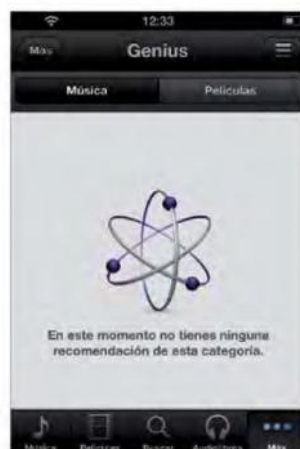 12:33
Más Genius
Música Películas
En este momento no tienes ninguna
recomendación de esta categoría.
Música Películas Buscar Audiolibros Más